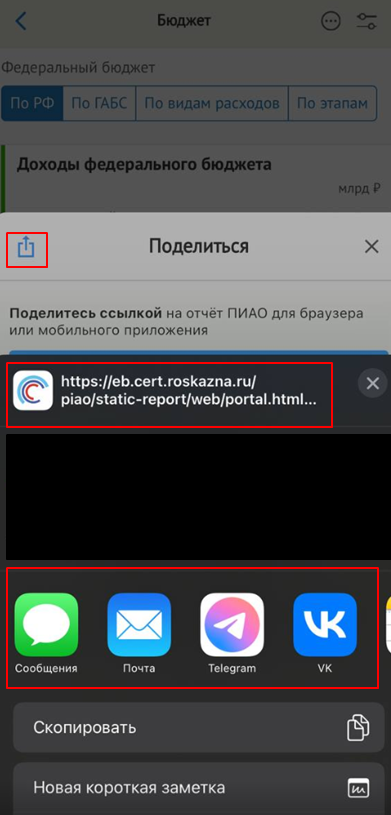 Бюджет
Федеральный бюджет
По РФ По ГАБС По видам расходов По этапам
Доходы федерального бюджета
млрд ₽
Поделиться
Поделитесь ссылкой на отчёт ПИАО для браузера
или мобильного приложения
https://eb.cert.roskazna.ru/
piao/static-report/web/portal.html...
Сообщения Почта Telegram VK
Скопировать
Новая короткая заметка